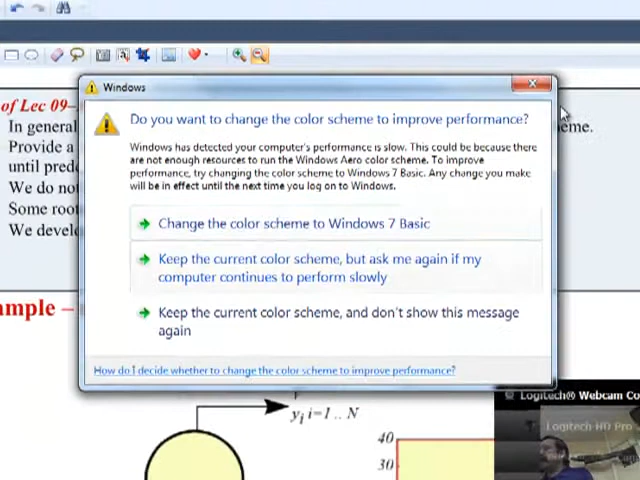 Windows
of Lec 09–
Do you want to change the color scheme to improve performance?
In general
eme.
Provide a
Windows has detected your computer's performance is slow. This could be because there
are not enough resources to run the Windows Aero color scheme. To improve
until pred
performance, try changing the color scheme to Windows 7 Basic. Any change you make
will be in effect until the next time you log on to Windows.
We do no
Some root
Change the color scheme to Windows 7 Basic
We devel
Keep the current color scheme, but ask me again if my
computer continues to perform slowly
ample –
Keep the current color scheme, and don't show this message
again
How do I decide whether to change the color scheme to improve performance?
Logitech® Webcam Co
yi i=1 .. N
Logitech HD Pro
40
30